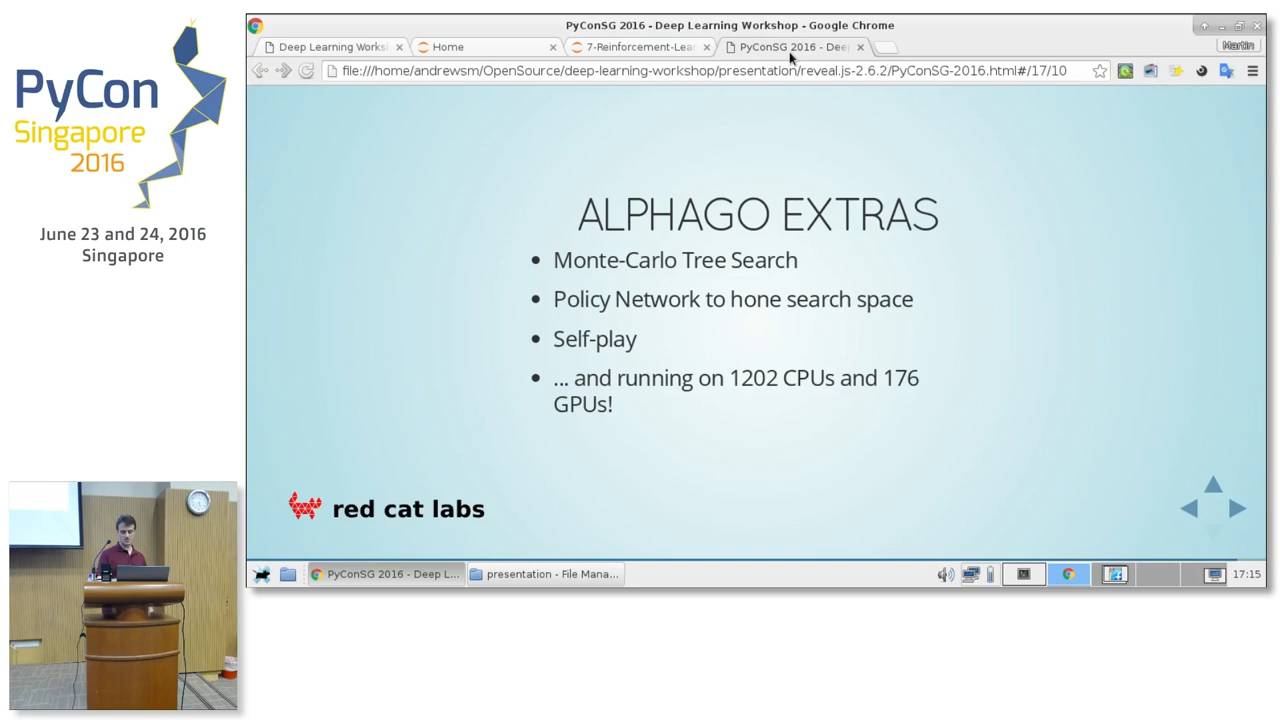 PyCon
Singapore
2016
June 23 and 24, 2016
Singapore
PyConSG 2016 - Deep Learning Workshop - Google Chrome
Deep Learning Works
Home
7-Reinforcement-Lea
PyConSG 2016 - Deep
Martin
file:///home/andrewsm/OpenSource/deep-learning-workshop/presentation/reveal.js-2.6.2/PyConSG-2016.html#/17/10
ALPHAGO EXTRAS
• Monte-Carlo Tree Search
• Policy Network to hone search space
• Self-play
• ... and running on 1202 CPUs and 176
GPUs!
red cat labs
PyConSG 2016 - Deep L...
presentation - File Mana...
17:15